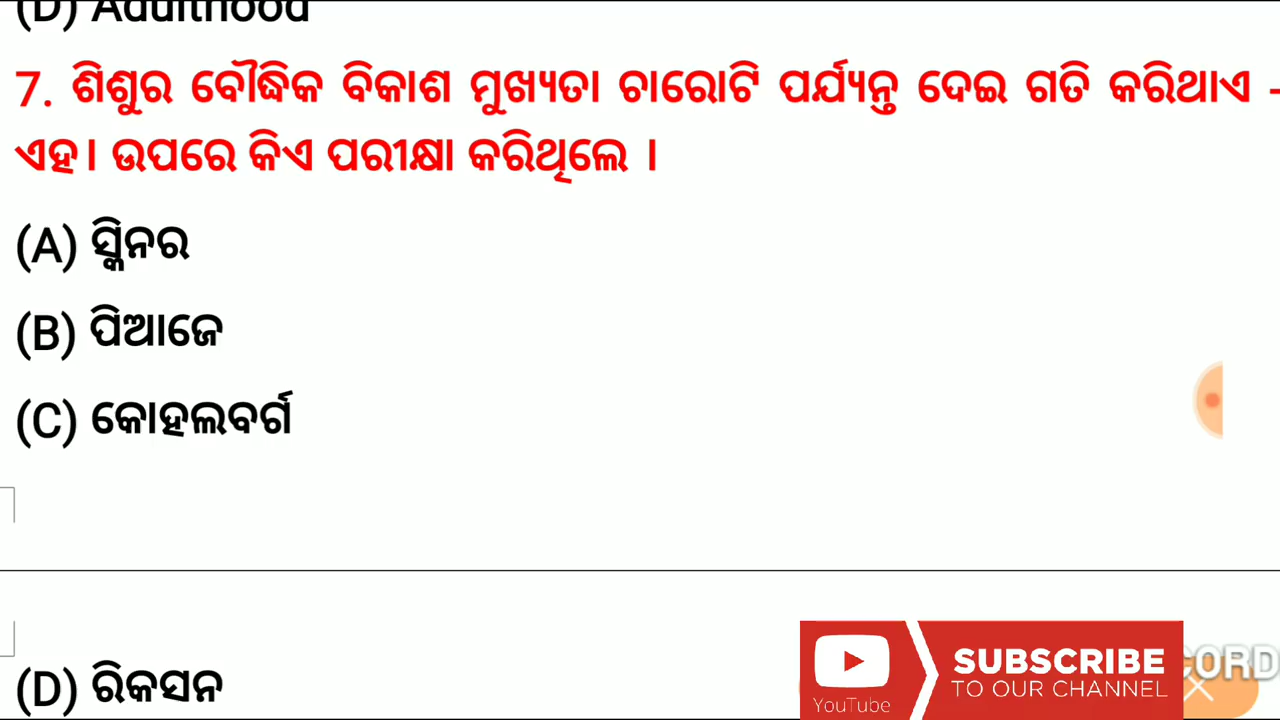 (D) Adulthood
7. ଶିଶୁର ବୌଦ୍ଧିକ ବିକାଶ ମୁଖ୍ୟତା ଚାରୋଟି ପର୍ଯ୍ୟନ୍ତ ଦେଇ ଗତି କରିଥାଏ -
ଏହା ଉପରେ କିଏ ପରୀକ୍ଷା କରିଥିଲେ ।
(A) ସ୍କିନର
(B) ପିଆଜେ
(C) କୋହଲବର୍ଗ
(D) ରିକସନ
SUBSCRIBE
TO OUR CHANNEL
YouTube